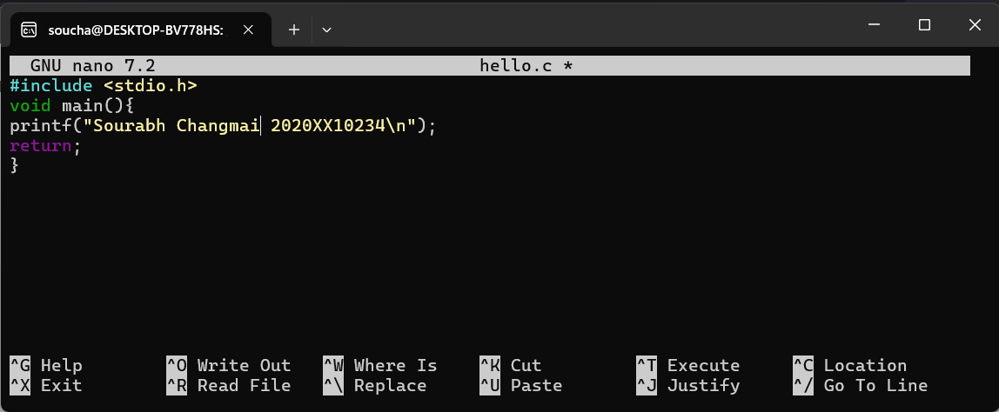 soucha@DESKTOP-BV778HS:
GNU nano 7.2 hello.c *
#include <stdio.h>
void main(){
printf("Sourabh Changmai 2020XX10234\n");
return;
}
^G Help ^O Write Out ^W Where Is ^K Cut ^T Execute ^C Location
^X Exit ^R Read File ^\ Replace ^U Paste ^J Justify ^/ Go To Line